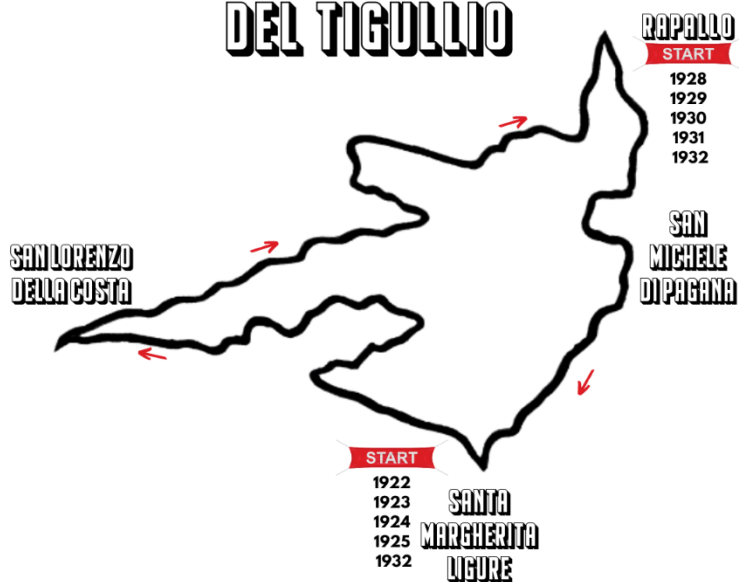 DEL TIGULLIO
RAPALLO
START
1928
1929
1930
1931
1932
SAN
MICHELE
DI PAGANA
SAN LORENZO
DELLA COSTA
START
1922
1923
1924
1925
1932
SANTA
MARGHERITA
LIGURE